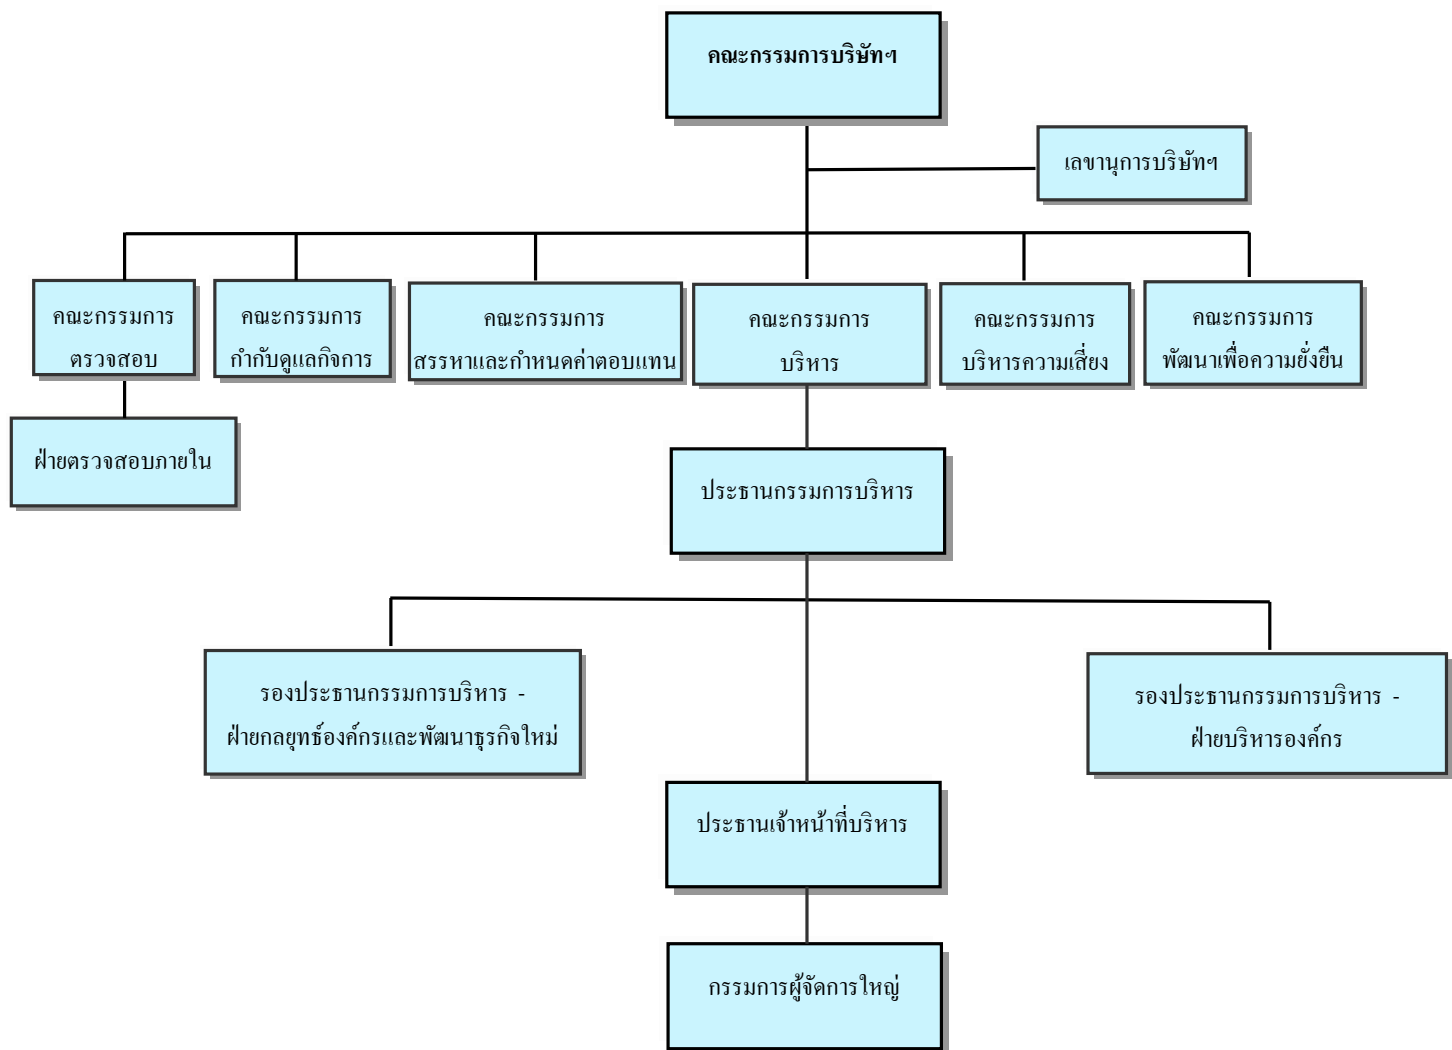 คณะกรรมการบริษัทฯ
เลขานุการบริษัทฯ
คณะกรรมการ
ตรวจสอบ
คณะกรรมการ
กำกับดูแลกิจการ
คณะกรรมการ
สรรหาและกำหนดค่าตอบแทน
คณะกรรมการ
บริหาร
คณะกรรมการ
บริหารความเสี่ยง
คณะกรรมการ
พัฒนาเพื่อความยั่งยืน
ฝ่ายตรวจสอบภายใน
ประธานกรรมการบริหาร
รองประธานกรรมการบริหาร -
ฝ่ายกลยุทธ์องค์กรและพัฒนาธุรกิจใหม่
รองประธานกรรมการบริหาร -
ฝ่ายบริหารองค์กร
ประธานเจ้าหน้าที่บริหาร
กรรมการผู้จัดการใหญ่